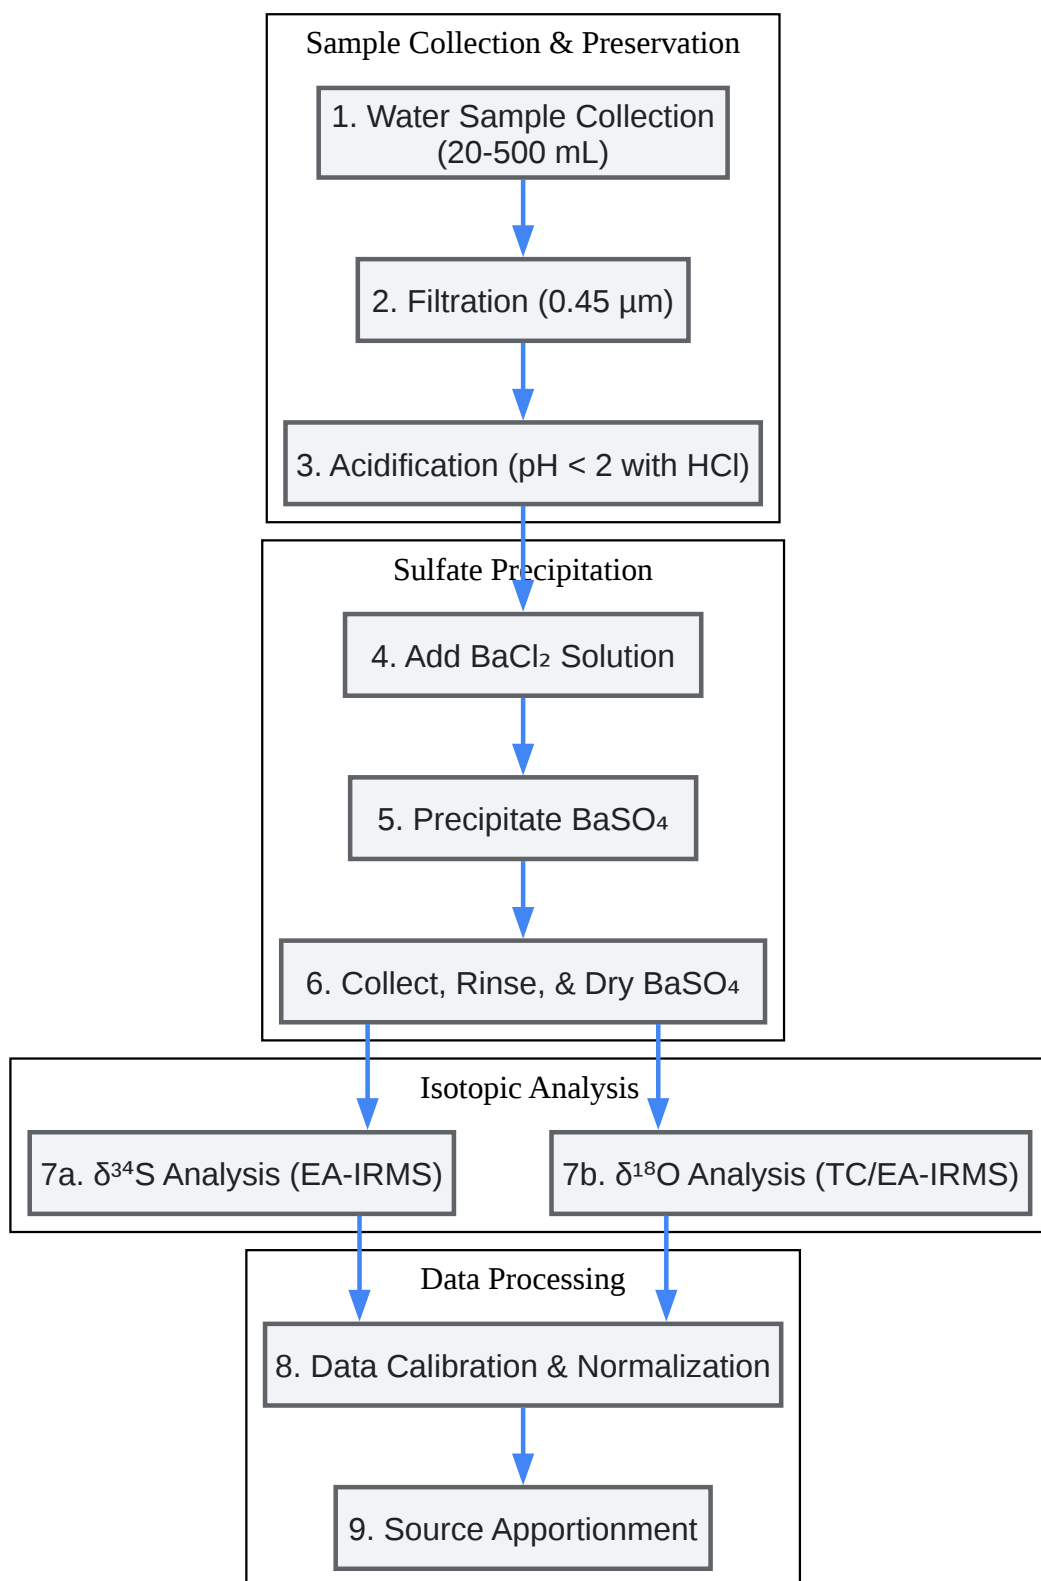 Sample Collection & Preservation
1. Water Sample Collection
(20-500 mL)
2. Filtration (0.45 µm)
3. Acidification (pH < 2 with HCl)
Sulfate Precipitation
4. Add BaCl₂ Solution
5. Precipitate BaSO₄
6. Collect, Rinse, & Dry BaSO₄
Isotopic Analysis
7a. δ³⁴S Analysis (EA-IRMS)
7b. δ¹⁸O Analysis (TC/EA-IRMS)
Data Processing
8. Data Calibration & Normalization
9. Source Apportionment